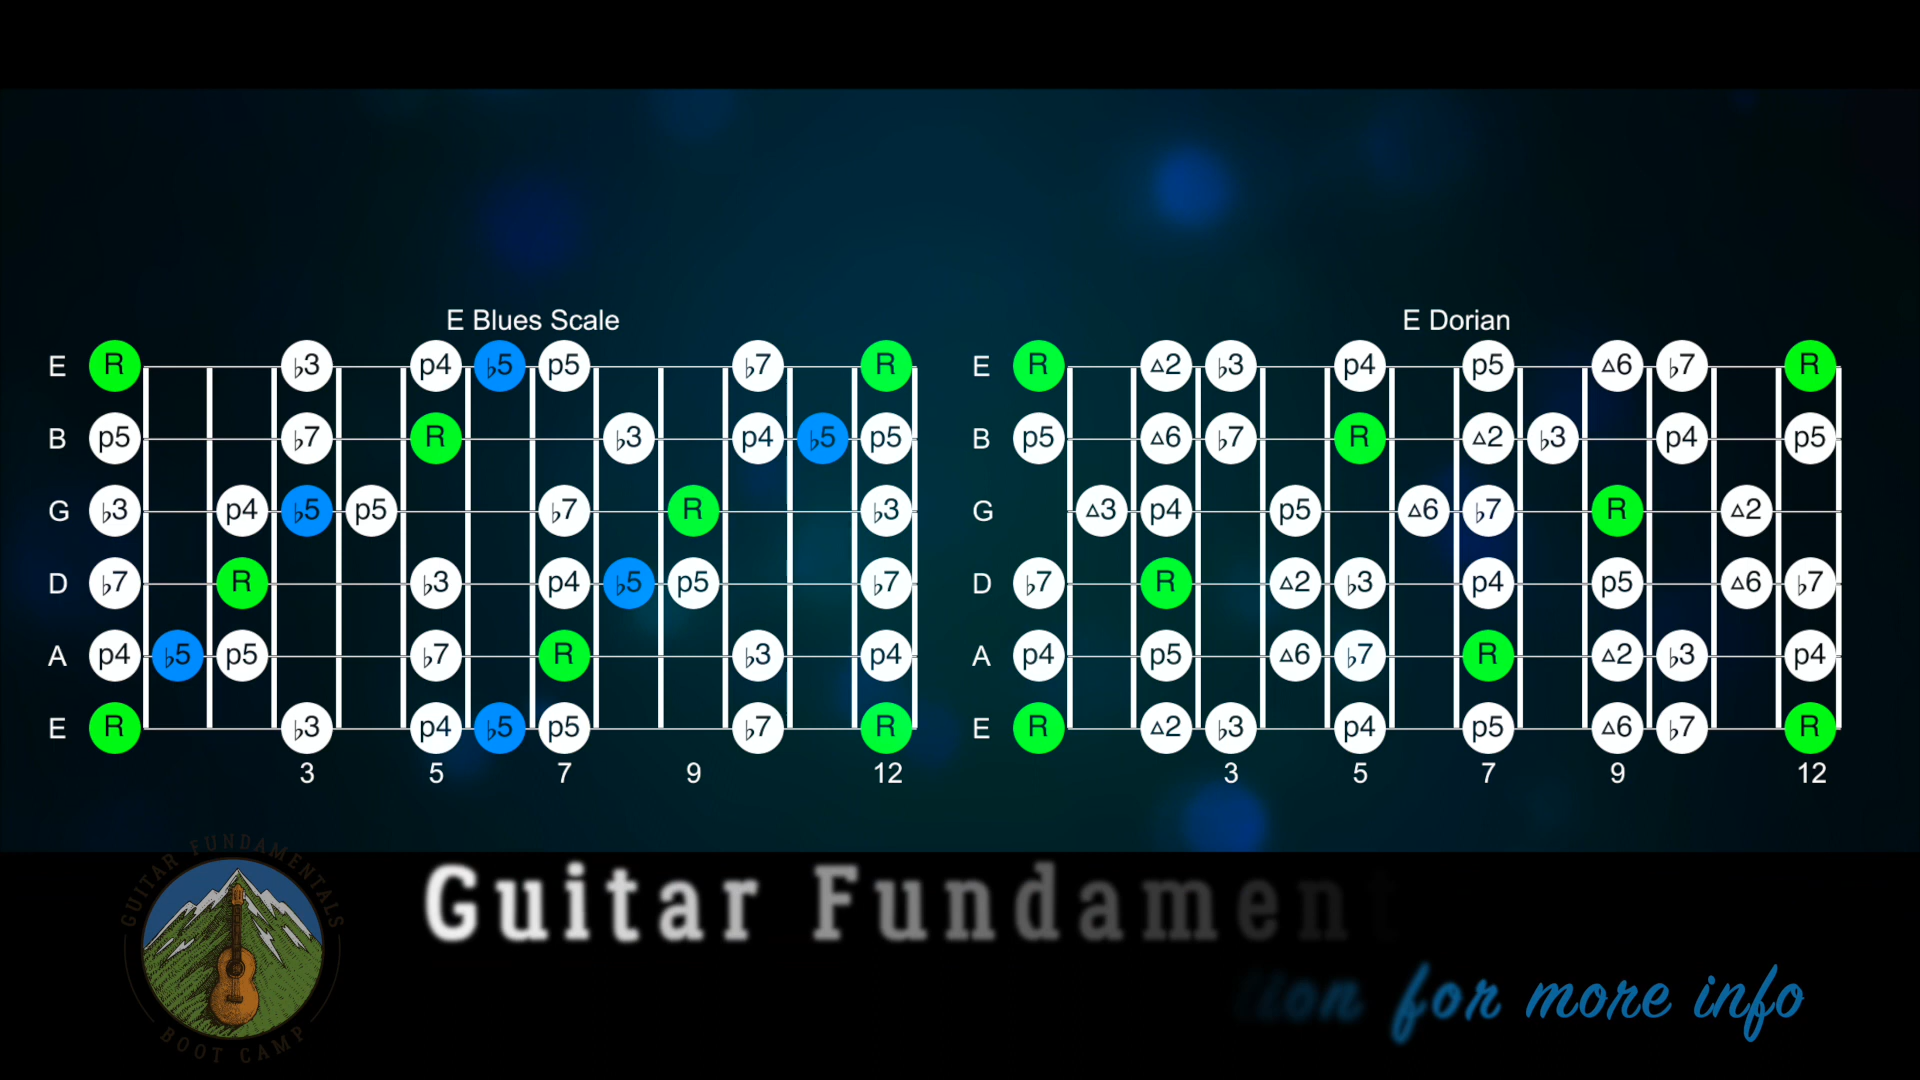 E Blues Scale
E R ♭3 p4 ♭5 p5 ♭7 R
B p5 ♭7 R ♭3 p4 ♭5 p5
G ♭3 p4 ♭5 p5 ♭7 R ♭3
D ♭7 R ♭3 p4 ♭5 p5 ♭7
A p4 ♭5 p5 ♭7 R ♭3 p4
E R ♭3 p4 ♭5 p5 ♭7 R
3 5 7 9 12
E Dorian
E R △2 ♭3 p4 p5 △6 ♭7 R
B p5 △6 ♭7 R △2 ♭3 p4 p5
G △3 p4 p5 △6 ♭7 R △2
D ♭7 R △2 ♭3 p4 p5 △6 ♭7
A p4 p5 △6 ♭7 R △2 ♭3 p4
E R △2 ♭3 p4 p5 △6 ♭7 R
3 5 7 9 12
GUITAR FUNDAMENTALS
BOOT CAMP
Guitar Fundament
for more info